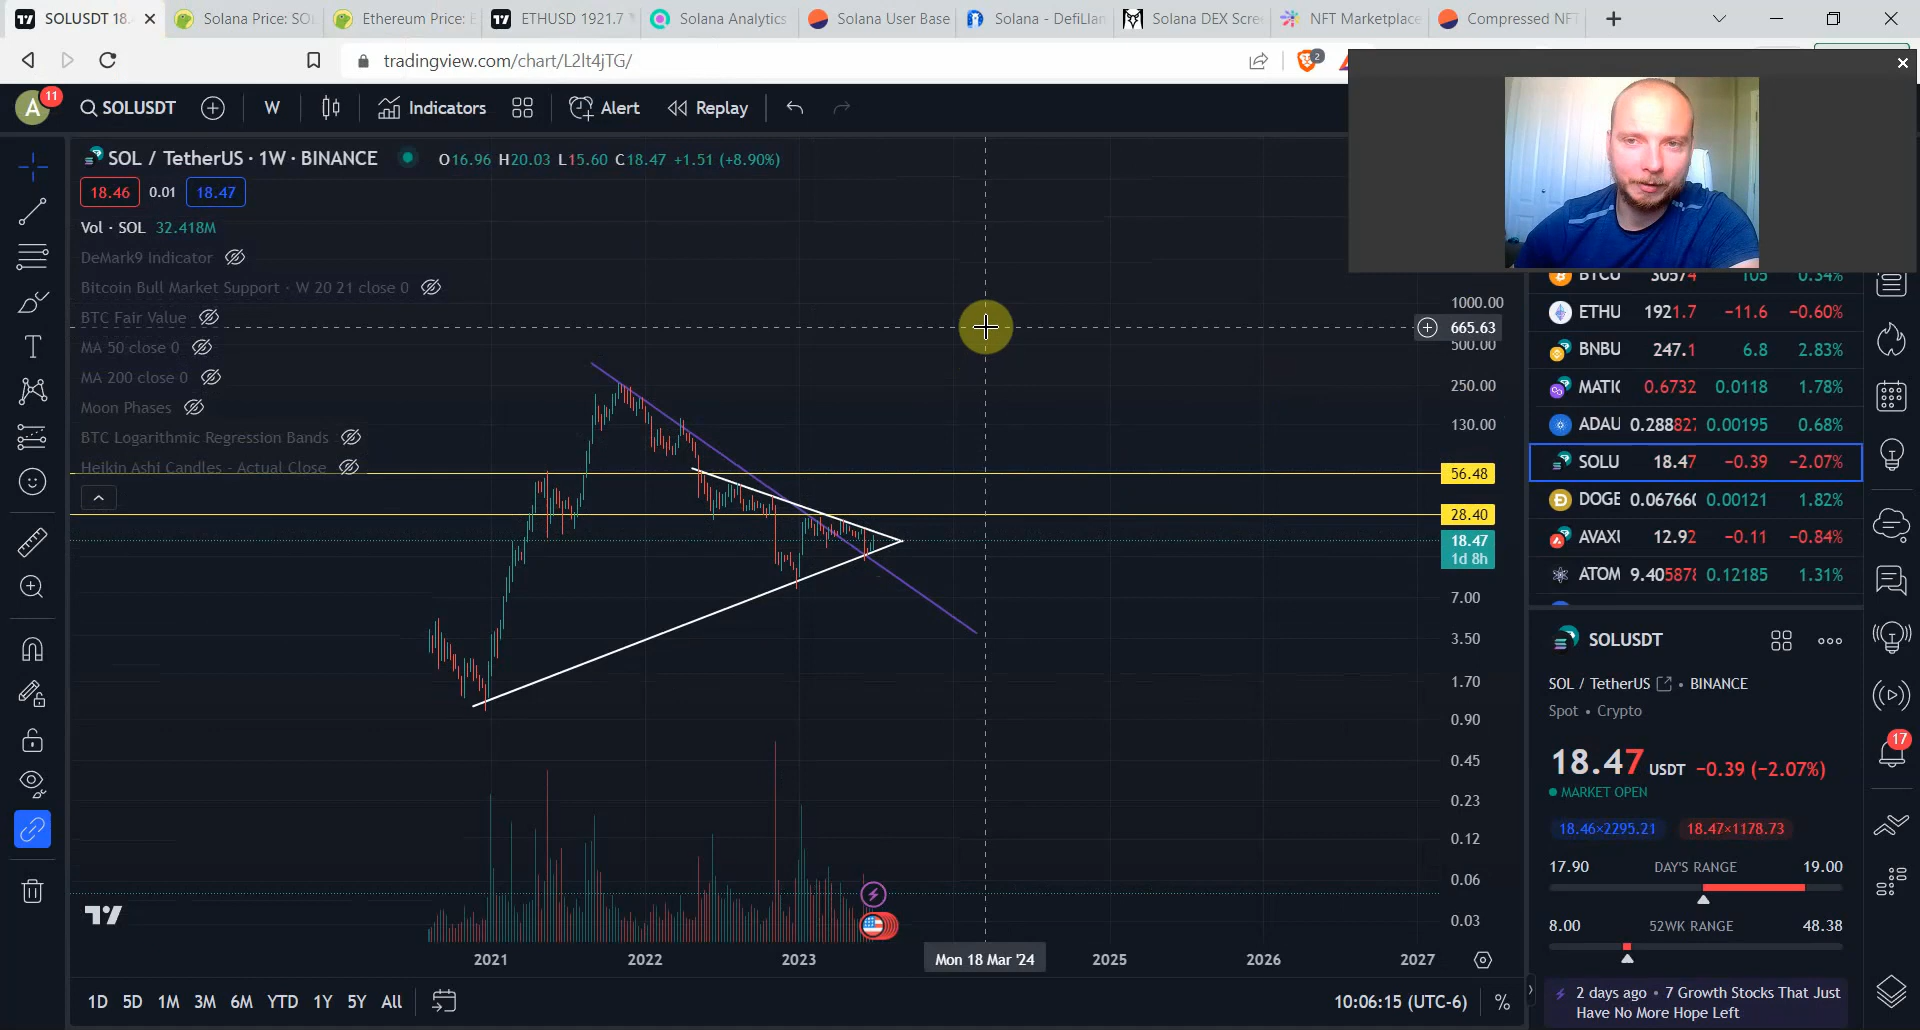 SOLUSDT 18.
Solana Price: SOL
Ethereum Price: E
ETHUSD 1921.7
Solana Analytics
Solana User Base
Solana - DefiLlan
Solana DEX Scre
NFT Marketplace
Compressed NFT
tradingview.com/chart/L2lt4jTG/
2
A
11
SOLUSDT
W
Indicators
Alert
Replay
SOL / TetherUS · 1W · BINANCE
O16.96 H20.03 L15.60 C18.47 +1.51 (+8.90%)
18.46
0.01
18.47
Vol · SOL 32.418M
DeMark9 Indicator
Bitcoin Bull Market Support · W 20 21 close 0
BTC Fair Value
MA 50 close 0
MA 200 close 0
Moon Phases
BTC Logarithmic Regression Bands
Heikin Ashi Candles - Actual Close
1000.00
665.63
500.00
250.00
130.00
56.48
28.40
18.47
1d 8h
7.00
3.50
1.70
0.90
0.45
0.23
0.12
0.06
0.03
2021
2022
2023
Mon 18 Mar '24
2025
2026
2027
1D 5D 1M 3M 6M YTD 1Y 5Y All
10:06:15 (UTC-6)
%
BTCU 30574 105 0.34%
ETHU 1921.7 −11.6 −0.60%
BNBU 247.1 6.8 2.83%
MATIC 0.6732 0.0118 1.78%
ADAU 0.288827 0.00195 0.68%
SOLU 18.47 −0.39 −2.07%
DOGE 0.067660 0.00121 1.82%
AVAXU 12.92 −0.11 −0.84%
ATOM 9.405878 0.12185 1.31%
SOLUSDT
SOL / TetherUS • BINANCE
Spot • Crypto
18.47 USDT −0.39 (−2.07%)
MARKET OPEN
18.46×2295.21
18.47×1178.73
17.90 DAY'S RANGE 19.00
8.00 52WK RANGE 48.38
2 days ago • 7 Growth Stocks That Just
Have No More Hope Left
17